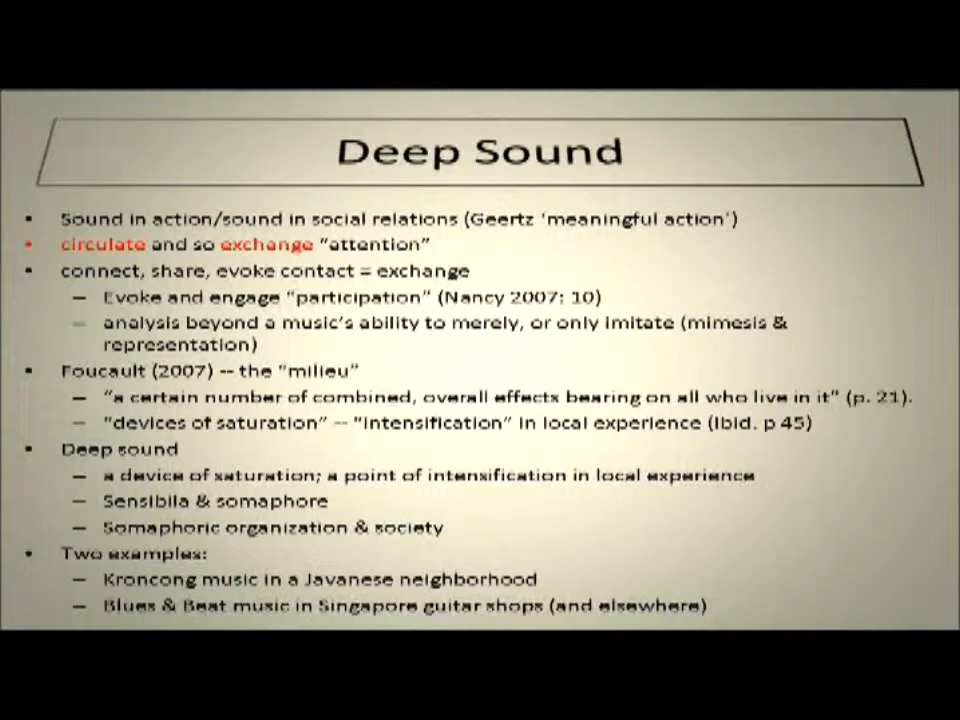 Deep Sound
▪ Sound in action/sound in social relations (Geertz ‘meaningful action’)
▪ circulate and so exchange “attention”
▪ connect, share, evoke contact = exchange
– Evoke and engage “participation” (Nancy 2007: 10)
– analysis beyond a music’s ability to merely, or only imitate (mimesis &
representation)
▪ Foucault (2007) -- the “milieu”
– “a certain number of combined, overall effects bearing on all who live in it” (p. 21).
– “devices of saturation” -- “intensification” in local experience (Ibid. p 45)
▪ Deep sound
– a device of saturation; a point of intensification in local experience
– Sensibila & somaphore
– Somaphoric organization & society
▪ Two examples:
– Kroncong music in a Javanese neighborhood
– Blues & Beat music in Singapore guitar shops (and elsewhere)